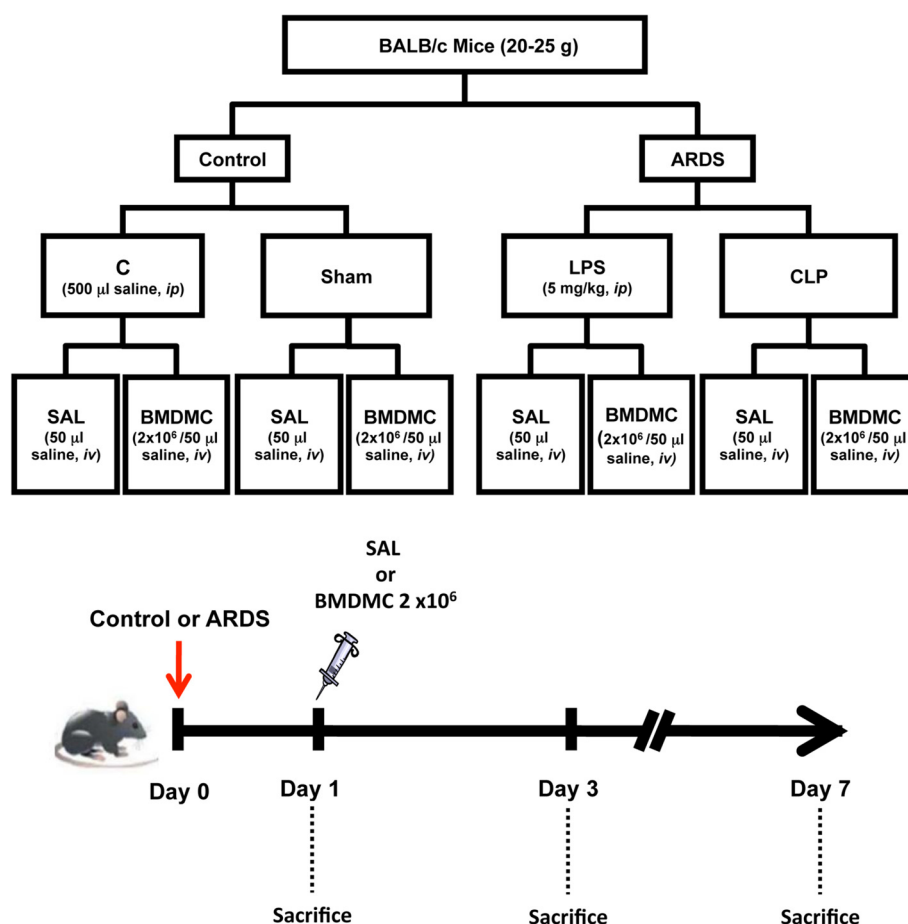 BALB/c Mice (20-25 g)
Control
ARDS
C
(500 μl saline, ip)
Sham
LPS
(5 mg/kg, ip)
CLP
SAL
(50 μl
saline, iv)
BMDMC
(2x10⁶/50 μl
saline, iv)
SAL
(50 μl
saline, iv)
BMDMC
(2x10⁶/50 μl
saline, iv)
SAL
(50 μl
saline, iv)
BMDMC
(2x10⁶/50 μl
saline, iv)
SAL
(50 μl
saline, iv)
BMDMC
(2x10⁶/50 μl
saline, iv)
SAL
or
BMDMC 2 x10⁶
Control or ARDS
Day 0
Day 1
Day 3
Day 7
Sacrifice
Sacrifice
Sacrifice